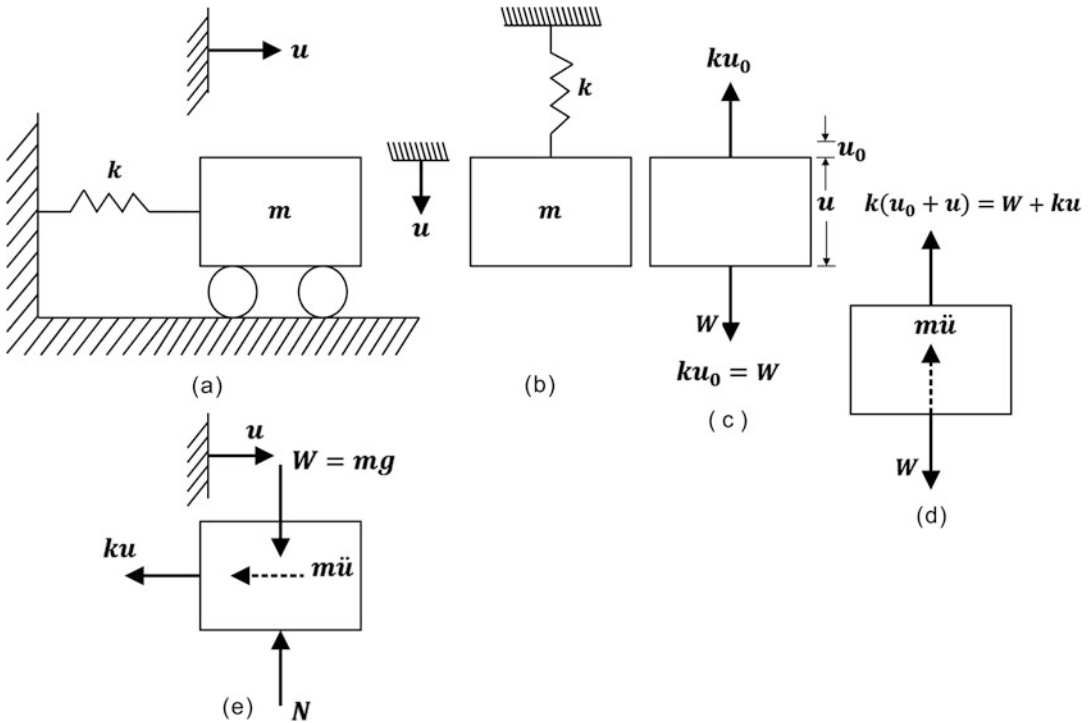 u
k
m
(a)
k
u
m
(b)
ku₀
u₀
u
W
ku₀ = W
(c)
k(u₀ + u) = W + ku
mü
W
(d)
u
W = mg
ku
mü
N
(e)